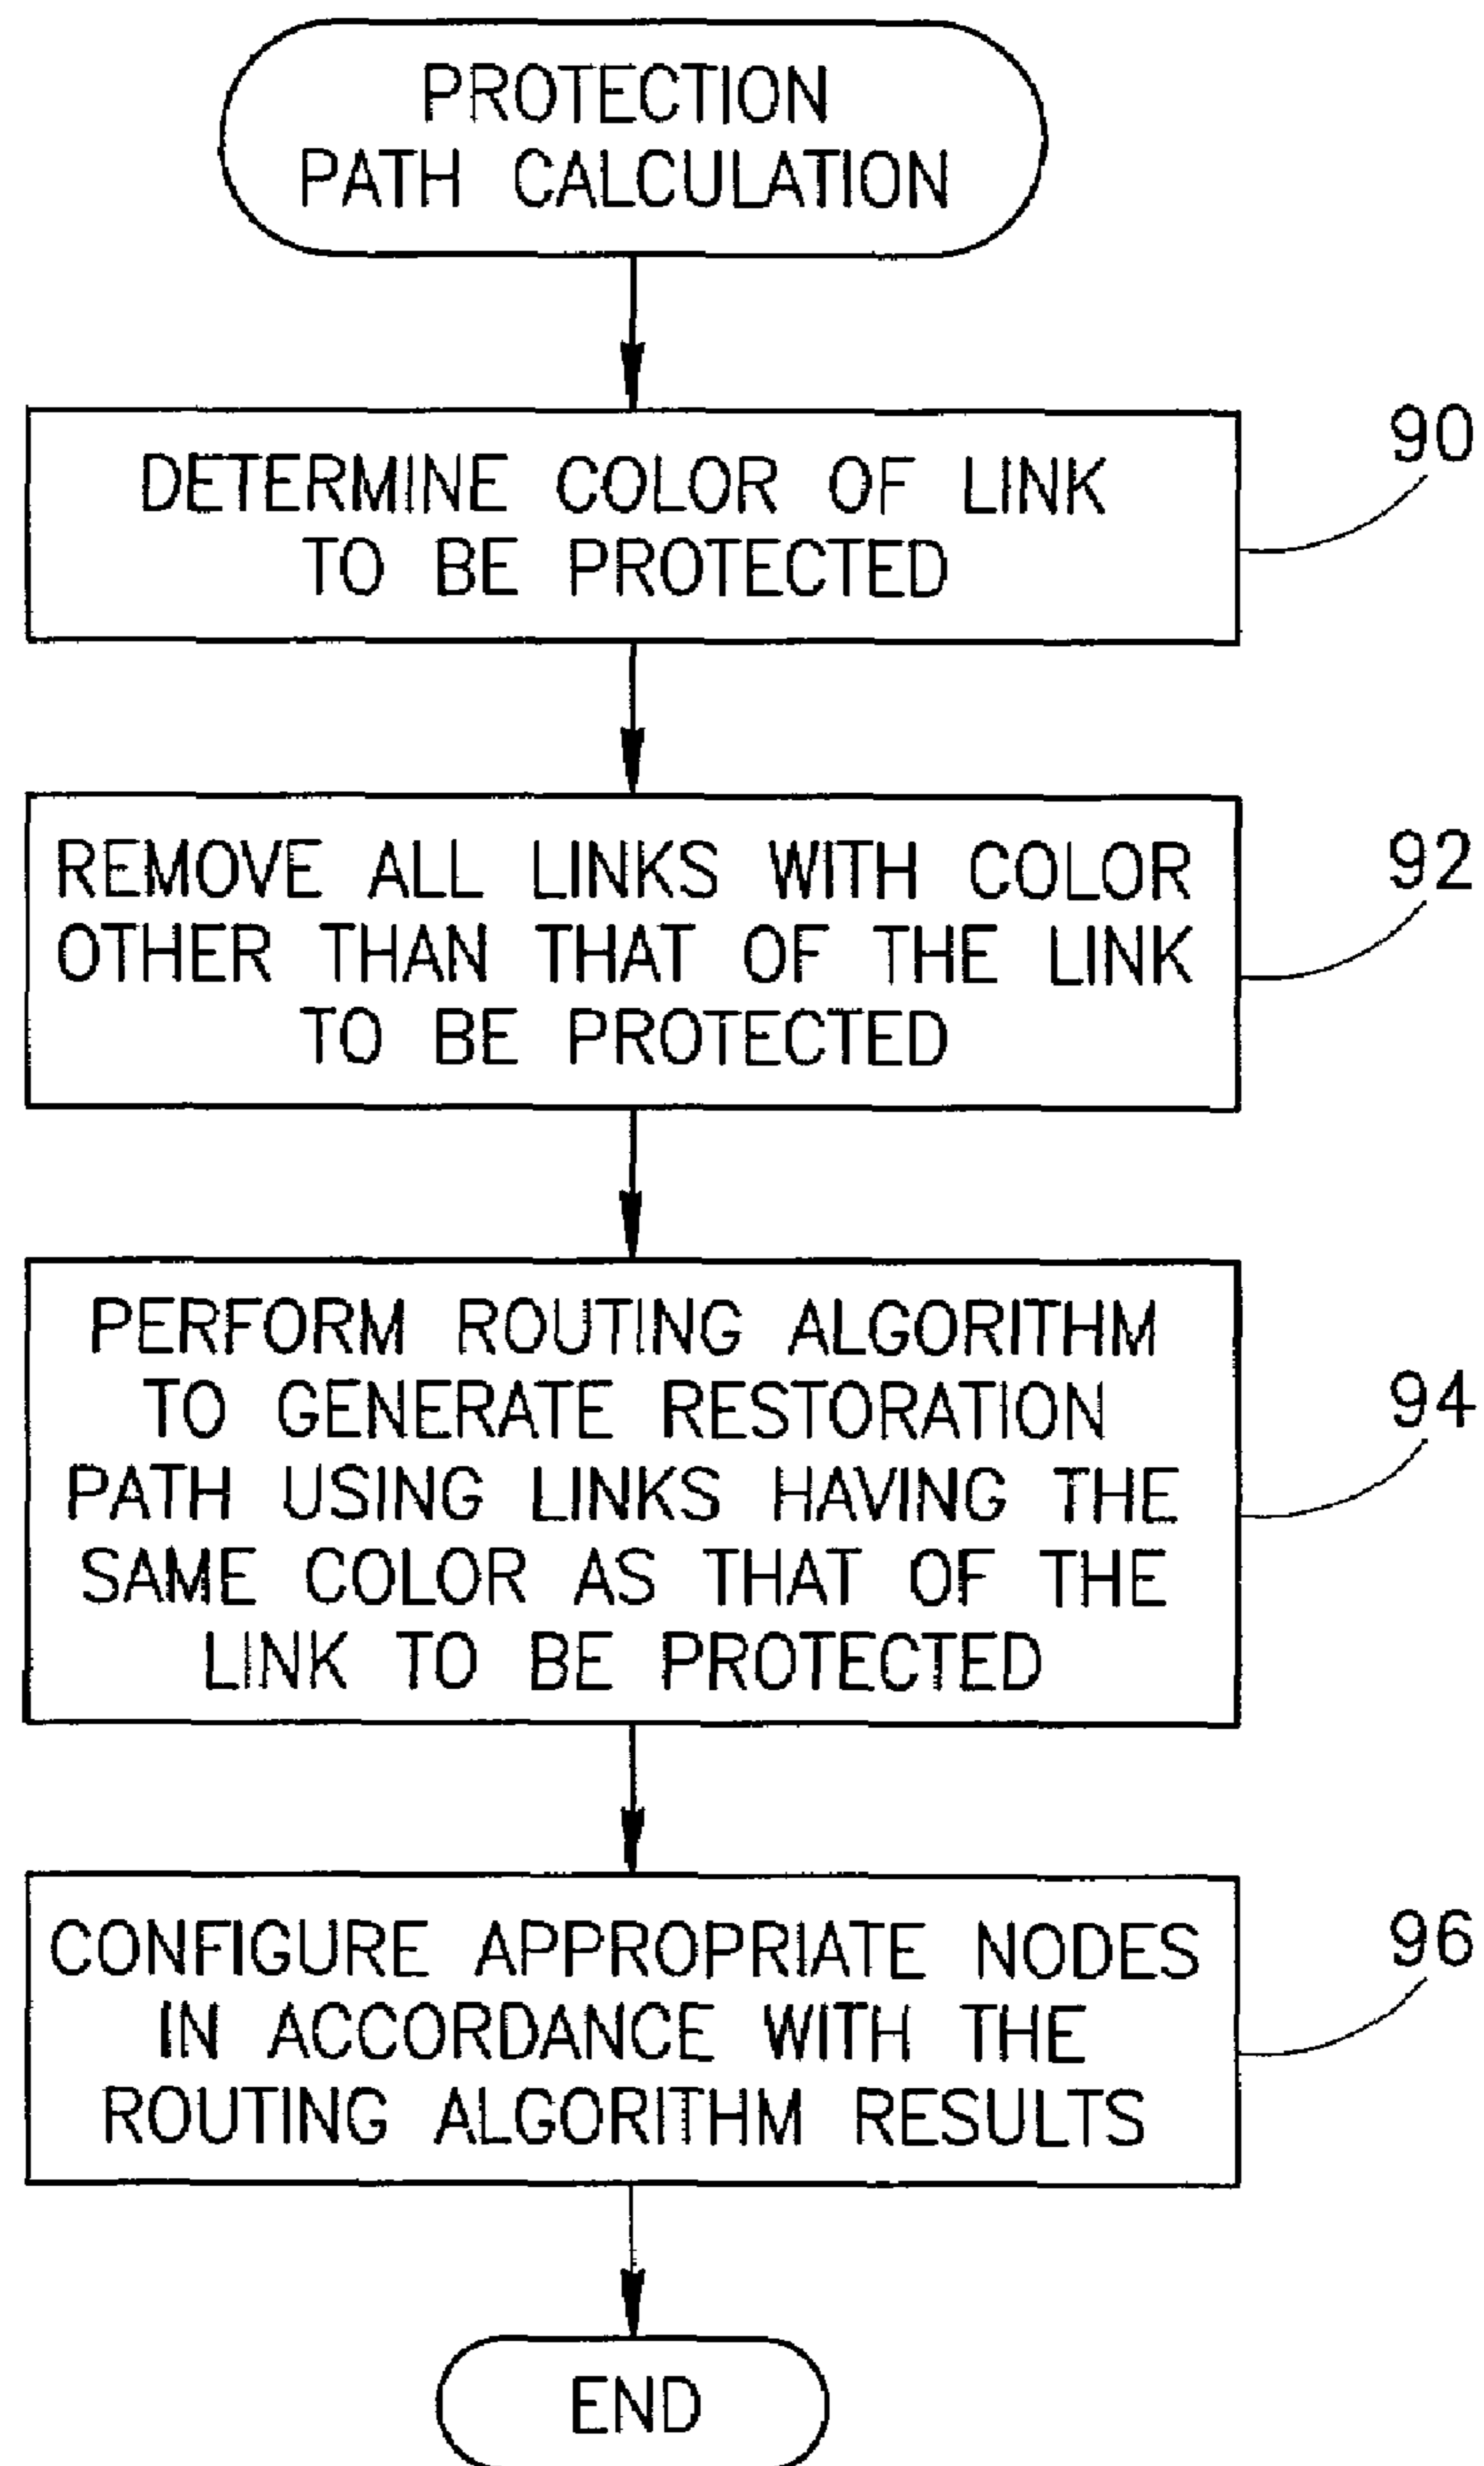 PROTECTION
PATH CALCULATION
DETERMINE COLOR OF LINK
TO BE PROTECTED
90
REMOVE ALL LINKS WITH COLOR
OTHER THAN THAT OF THE LINK
TO BE PROTECTED
92
PERFORM ROUTING ALGORITHM
TO GENERATE RESTORATION
PATH USING LINKS HAVING THE
SAME COLOR AS THAT OF THE
LINK TO BE PROTECTED
94
CONFIGURE APPROPRIATE NODES
IN ACCORDANCE WITH THE
ROUTING ALGORITHM RESULTS
96
END